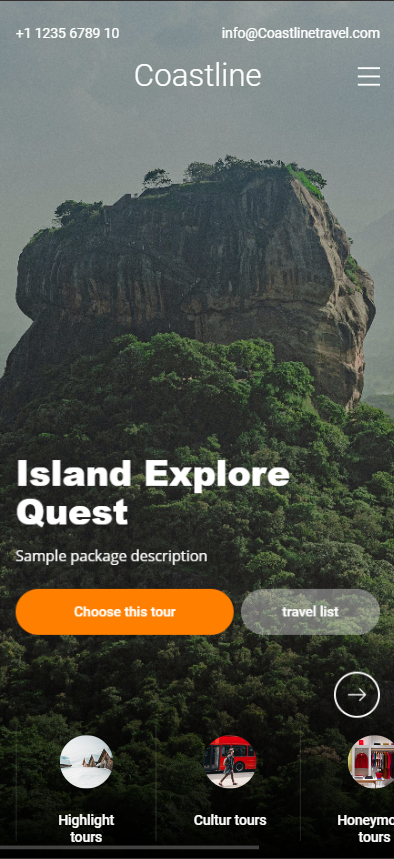 +1 1235 6789 10 info@Coastlinetravel.com
Coastline
Island Explore
Quest
Sample package description
Choose this tour travel list
Highlight
tours
Cultur tours
Honeymo
tours